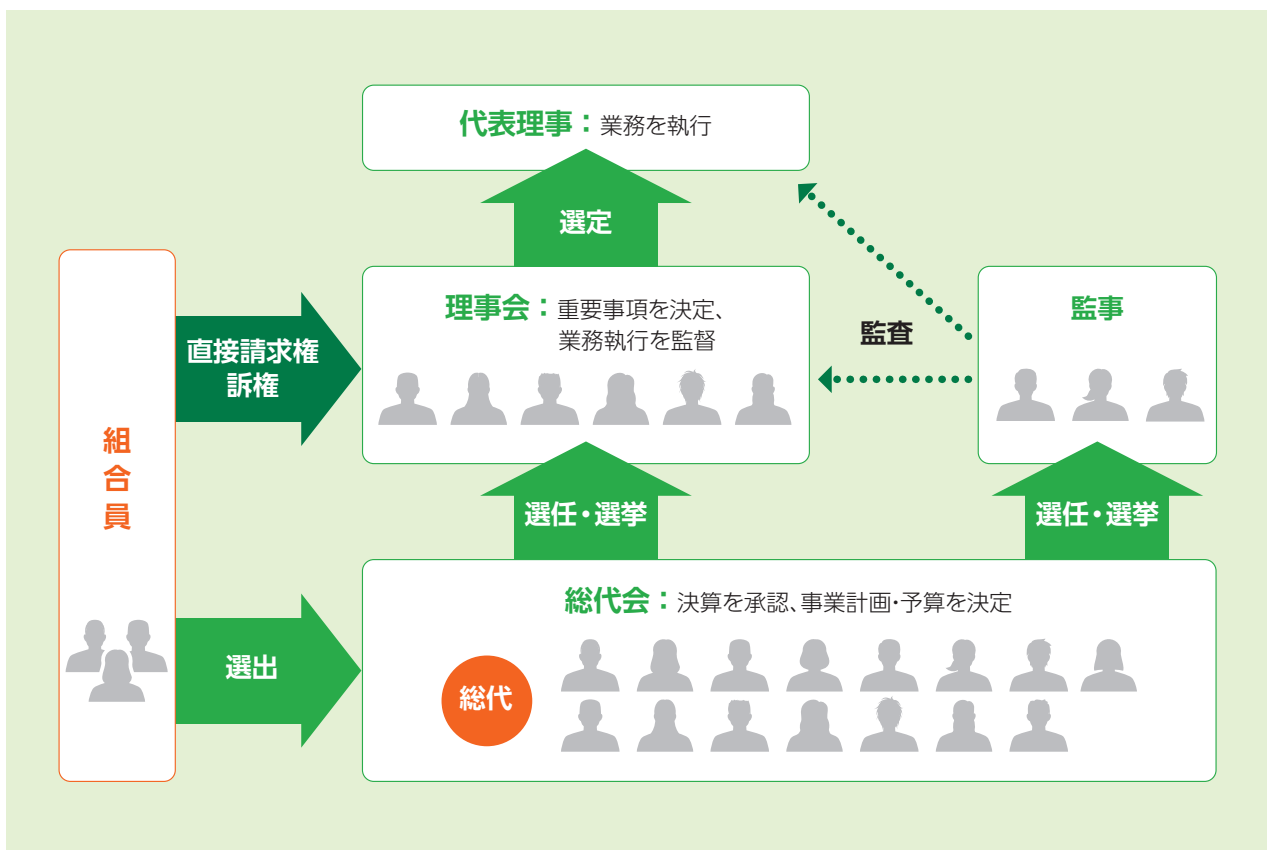 代表理事：業務を執行
選定
理事会：重要事項を決定、
業務執行を監督
監査
監事
直接請求権
訴権
組合員
選任・選挙
選任・選挙
総代会：決算を承認、事業計画・予算を決定
選出
総代